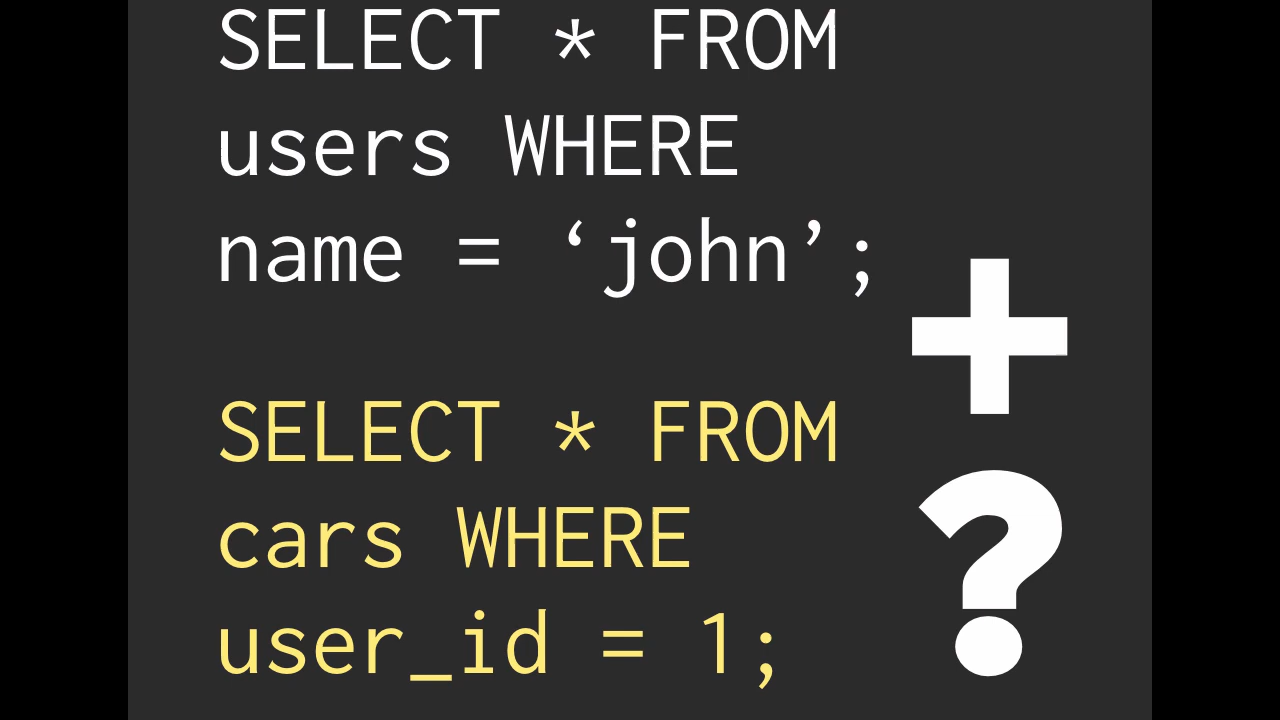 SELECT * FROM
users WHERE
name = ‘john’;
+
SELECT * FROM
cars WHERE
user_id = 1;
?